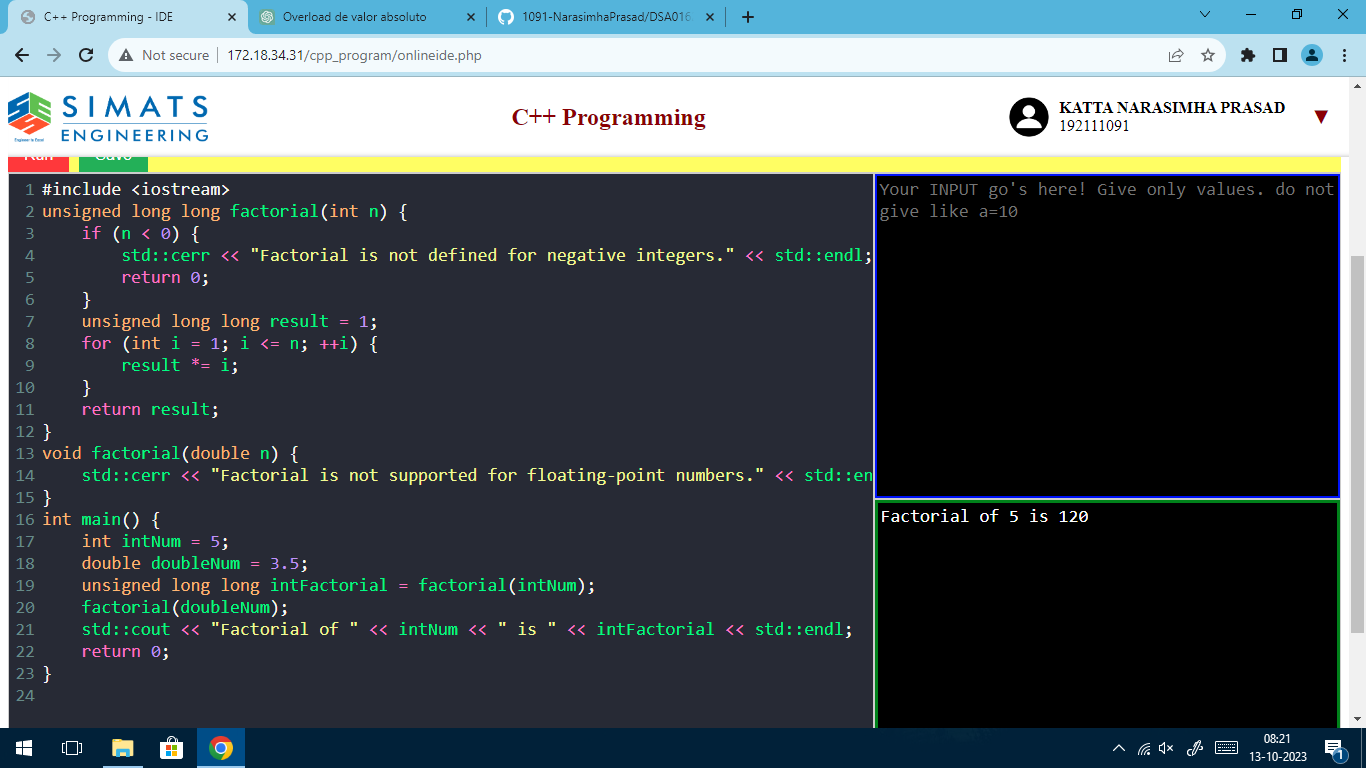 C++ Programming - IDE
Overload de valor absoluto
1091-NarasimhaPrasad/DSA016
Not secure
172.18.34.31/cpp_program/onlineide.php
SIMATS
ENGINEERING
Engineer to Excel
C++ Programming
KATTA NARASIMHA PRASAD
192111091
Run
Save
1 #include <iostream>
2 unsigned long long factorial(int n) {
3     if (n < 0) {
4         std::cerr << "Factorial is not defined for negative integers." << std::endl;
5         return 0;
6     }
7     unsigned long long result = 1;
8     for (int i = 1; i <= n; ++i) {
9         result *= i;
10     }
11     return result;
12 }
13 void factorial(double n) {
14     std::cerr << "Factorial is not supported for floating-point numbers." << std::en
15 }
16 int main() {
17     int intNum = 5;
18     double doubleNum = 3.5;
19     unsigned long long intFactorial = factorial(intNum);
20     factorial(doubleNum);
21     std::cout << "Factorial of " << intNum << " is " << intFactorial << std::endl;
22     return 0;
23 }
24
Your INPUT go's here! Give only values. do not
give like a=10
Factorial of 5 is 120
08:21
13-10-2023
1